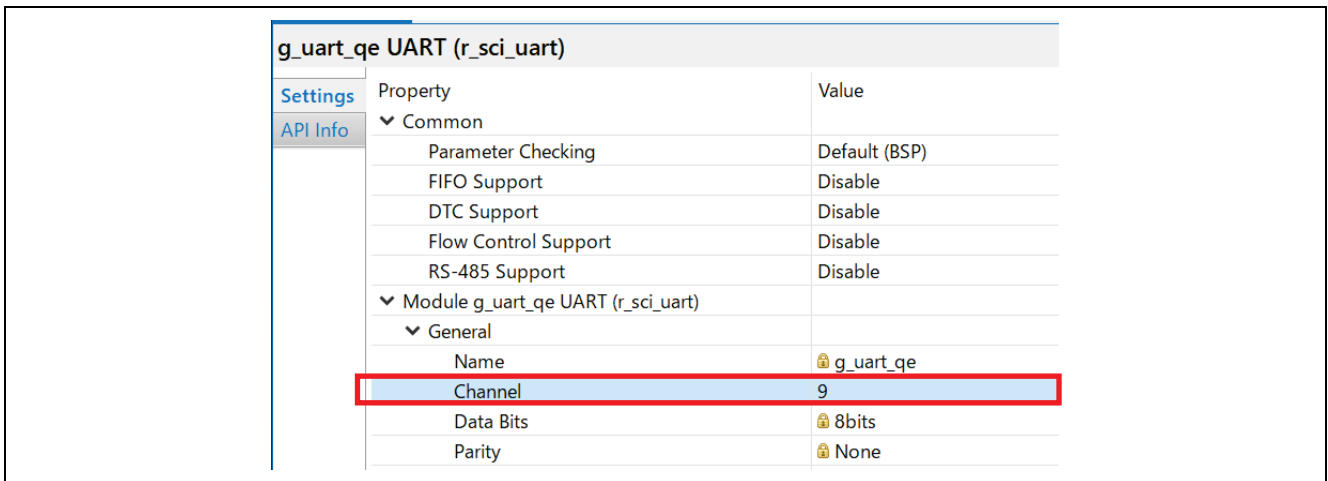 g_uart_qe UART (r_sci_uart)
Settings
API Info
Property Value
Common
Parameter Checking Default (BSP)
FIFO Support Disable
DTC Support Disable
Flow Control Support Disable
RS-485 Support Disable
Module g_uart_qe UART (r_sci_uart)
General
Name g_uart_qe
Channel 9
Data Bits 8bits
Parity None